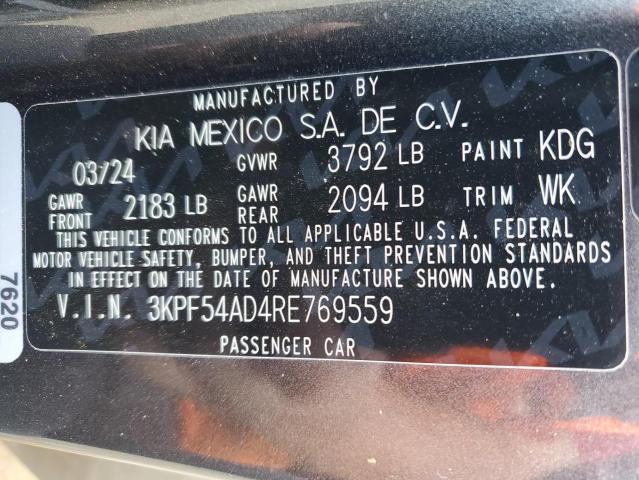 MANUFACTURED BY
KIA MEXICO S.A. DE C.V.
03/24 GVWR 3792 LB PAINT KDG
GAWR FRONT 2183 LB GAWR REAR 2094 LB TRIM WK
THIS VEHICLE CONFORMS TO ALL APPLICABLE U.S.A. FEDERAL
MOTOR VEHICLE SAFETY, BUMPER, AND THEFT PREVENTION STANDARDS
IN EFFECT ON THE DATE OF MANUFACTURE SHOWN ABOVE.
V.I.N. 3KPF54AD4RE769559
PASSENGER CAR
7620